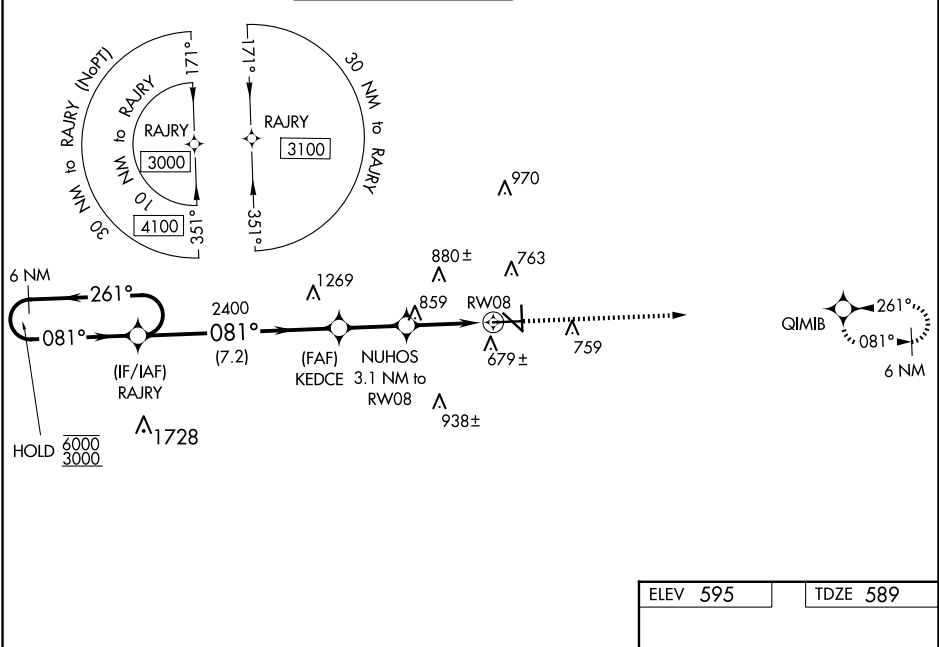 30 NM to RAJRY (NoPT)
10 NM to RAJRY
171°
RAJRY
3000
4100
351°
171°
RAJRY
3100
351°
30 NM to RAJRY
970
880±
763
1269
859
RW08
6 NM
261°
081°
2400
081°
(7.2)
(IF/IAF)
RAJRY
(FAF)
KEDCE
NUHOS
3.1 NM to
RW08
679±
759
QIMIB
261°
081°
6 NM
1728
938±
HOLD 6000
3000
ELEV 595
TDZE 589